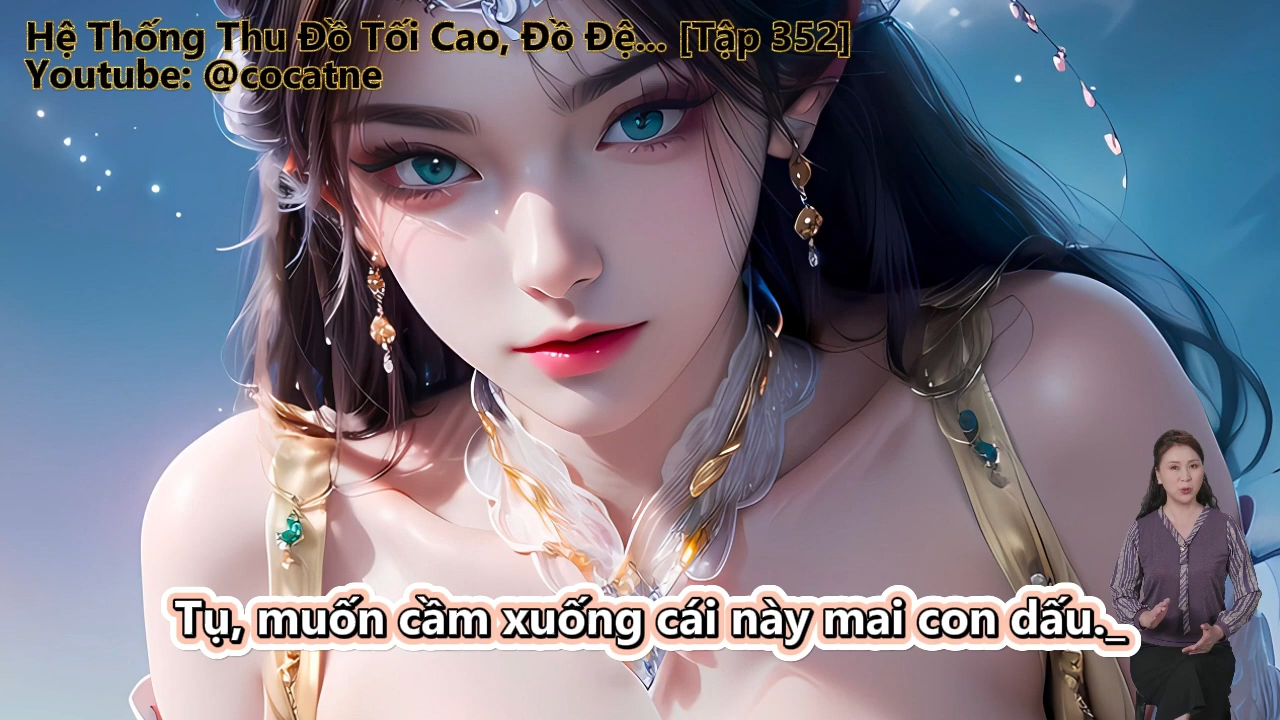 Hệ Thống Thu Đồ Tối Cao, Đồ Đệ... [Tập 352]
Youtube: @cocatne
Tụ, muốn cầm xuống cái này mai con dấu._